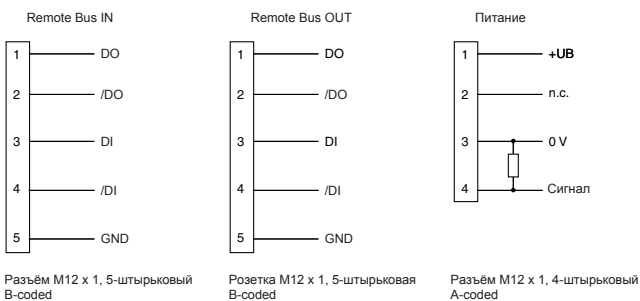 Remote Bus IN
1 DO
2 /DO
3 DI
4 /DI
5 GND
Разъём M12 x 1, 5-штырьковый
B-coded
Remote Bus OUT
1 DO
2 /DO
3 DI
4 /DI
5 GND
Розетка M12 x 1, 5-штырьковая
B-coded
Питание
1 +UB
2 n.c.
3 0 V
4 Сигнал
Разъём M12 x 1, 4-штырьковый
A-coded